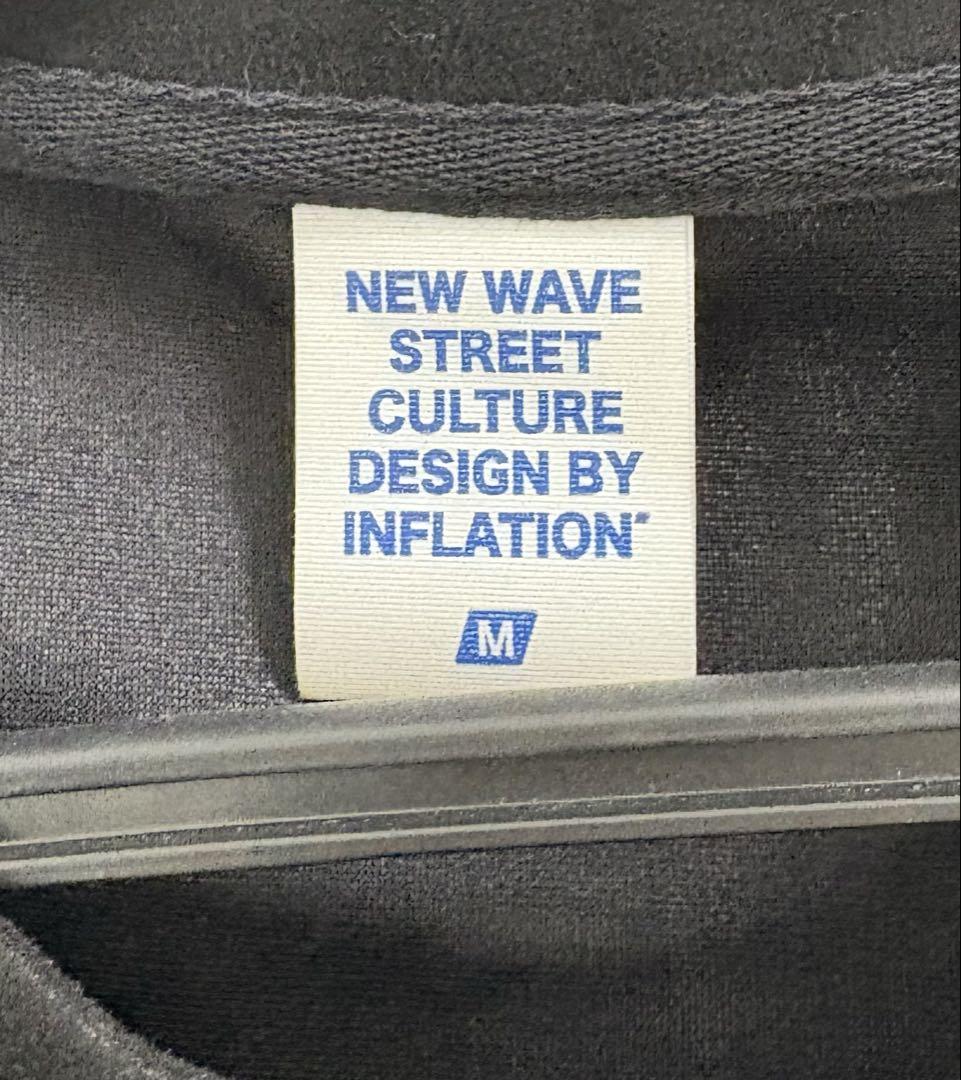 NEW WAVE
STREET
CULTURE
DESIGN BY
INFLATION
M